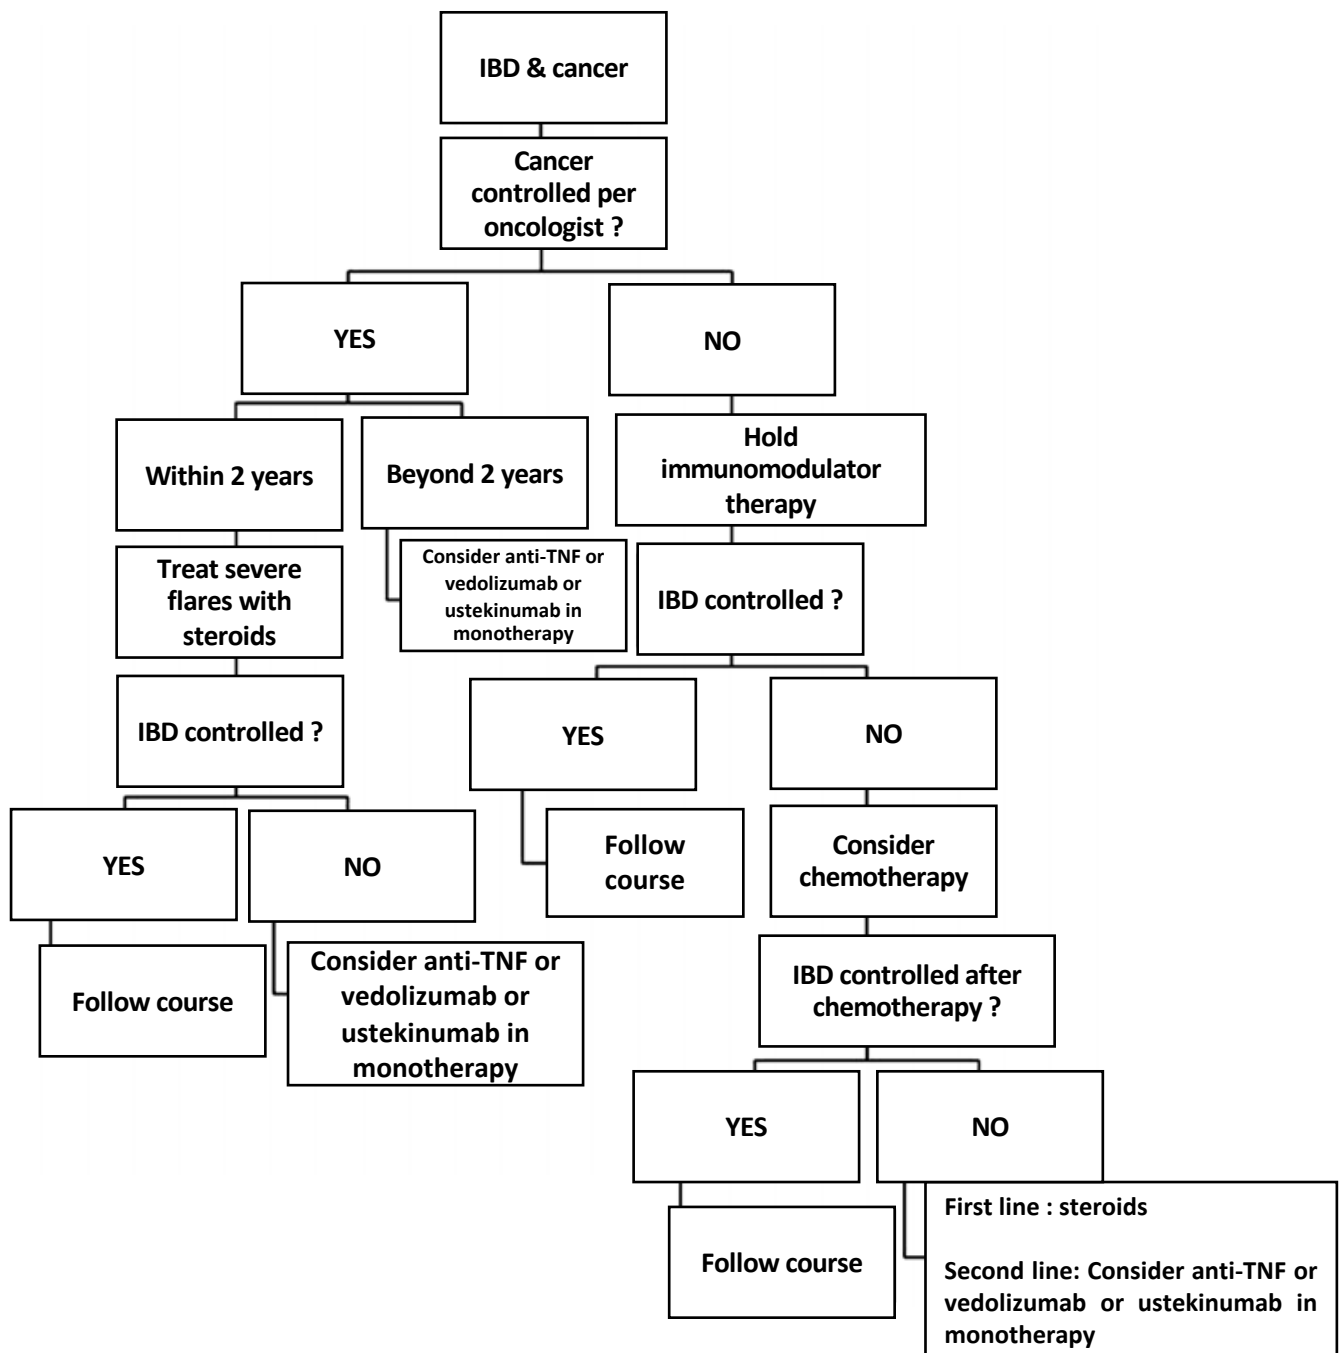 IBD & cancer
Cancer
controlled per
oncologist ?
YES
NO
Within 2 years
Beyond 2 years
Hold
immunomodulator
therapy
Treat severe
flares with
steroids
Consider anti-TNF or
vedolizumab or
ustekinumab in
monotherapy
IBD controlled ?
IBD controlled ?
YES
NO
YES
NO
Follow
course
Consider
chemotherapy
Follow course
Consider anti-TNF or
vedolizumab or
ustekinumab in
monotherapy
IBD controlled after
chemotherapy ?
YES
NO
Follow course
First line : steroids
Second line: Consider anti-TNF or
vedolizumab or ustekinumab in
monotherapy